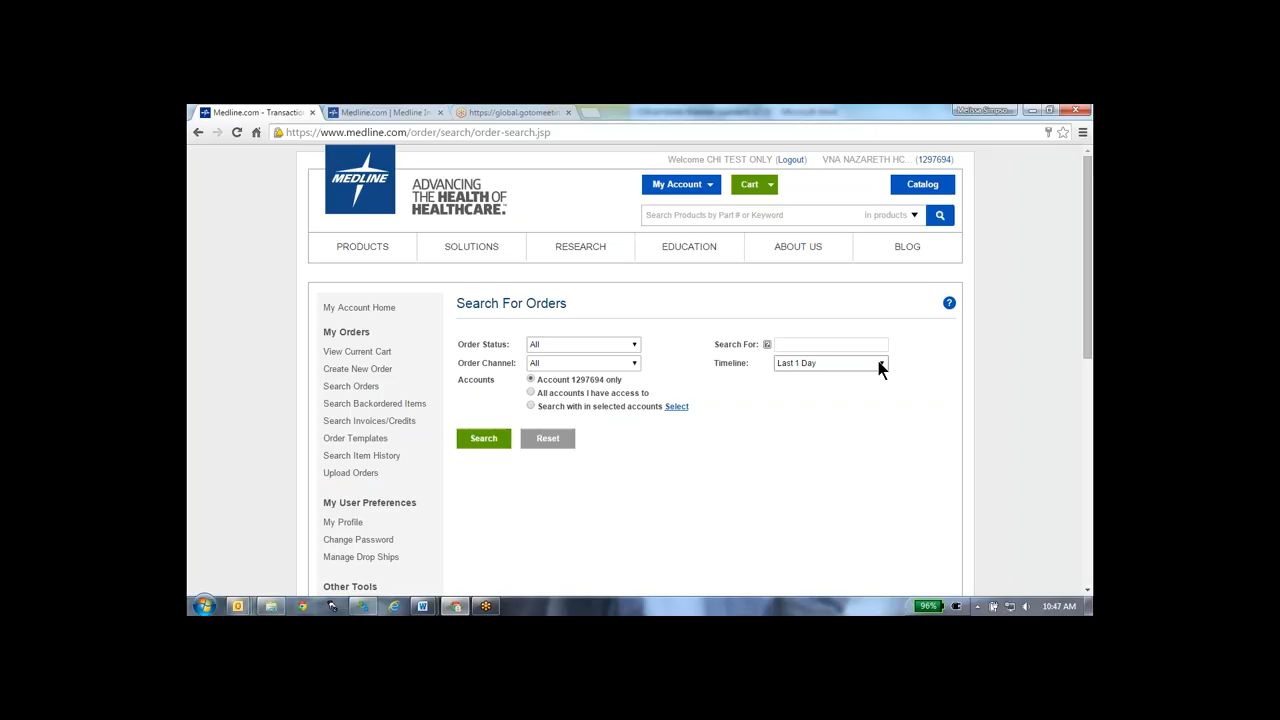 Medline.com - Transactio
Medline.com | Medline In
https://global.gotomeetin
https://www.medline.com/order/search/order-search.jsp
Welcome CHI TEST ONLY (Logout)
VNA NAZARETH HC... (1297694)
MEDLINE
ADVANCING
THE HEALTH OF
HEALTHCARE.
My Account
Cart
Catalog
Search Products by Part # or Keyword
in products
PRODUCTS
SOLUTIONS
RESEARCH
EDUCATION
ABOUT US
BLOG
My Account Home
My Orders
View Current Cart
Create New Order
Search Orders
Search Backordered Items
Search Invoices/Credits
Order Templates
Search Item History
Upload Orders
My User Preferences
My Profile
Change Password
Manage Drop Ships
Other Tools
Search For Orders
?
Order Status: All
Search For:
Order Channel: All
Timeline: Last 1 Day
Accounts
Account 1297694 only
All accounts I have access to
Search with in selected accounts Select
Search
Reset
96%
10:47 AM